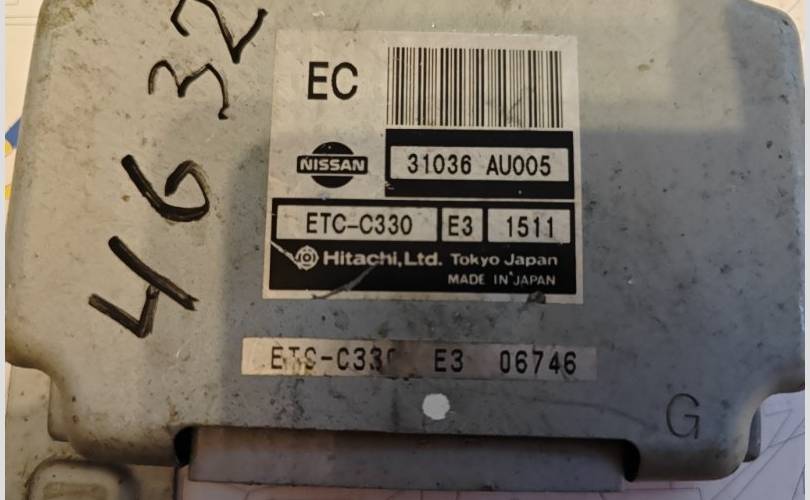 4632
EC
NISSAN
31036 AU005
ETC-C330 E3 1511
Hitachi, Ltd. Tokyo Japan
MADE IN JAPAN
E3 06746
G